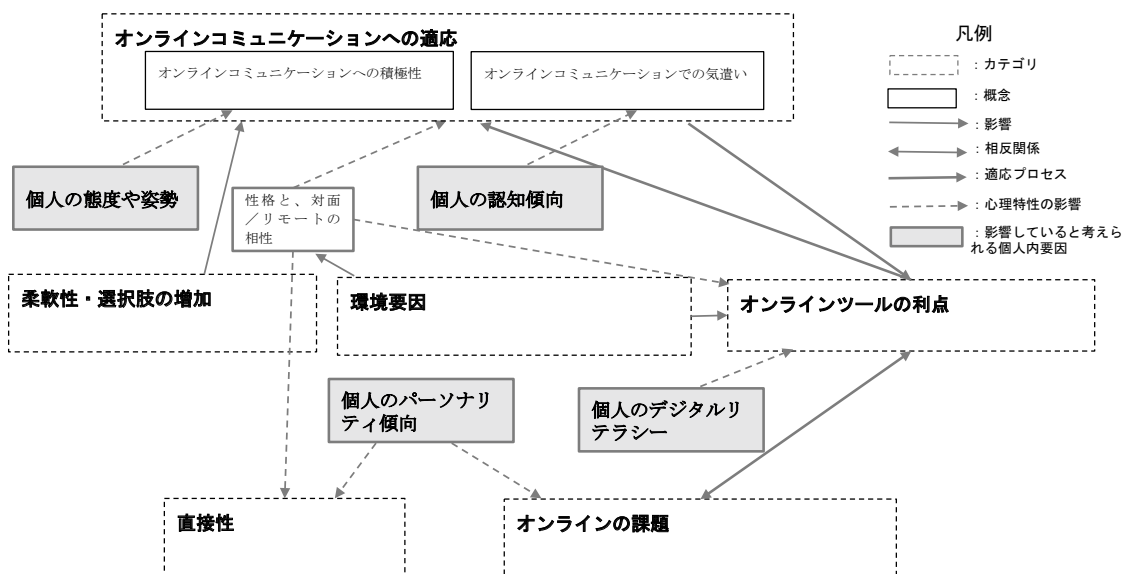 オンラインコミュニケーションへの適応
オンラインコミュニケーションへの積極性
オンラインコミュニケーションでの気遣い
凡例
：カテゴリ
：概念
：影響
：相反関係
：適応プロセス
：心理特性の影響
：影響していると考えら
れる個人内要因
個人の態度や姿勢
性格と、対面
／リモートの
相性
個人の認知傾向
柔軟性・選択肢の増加
環境要因
オンラインツールの利点
個人のパーソナリ
ティ傾向
個人のデジタルリ
テラシー
直接性
オンラインの課題